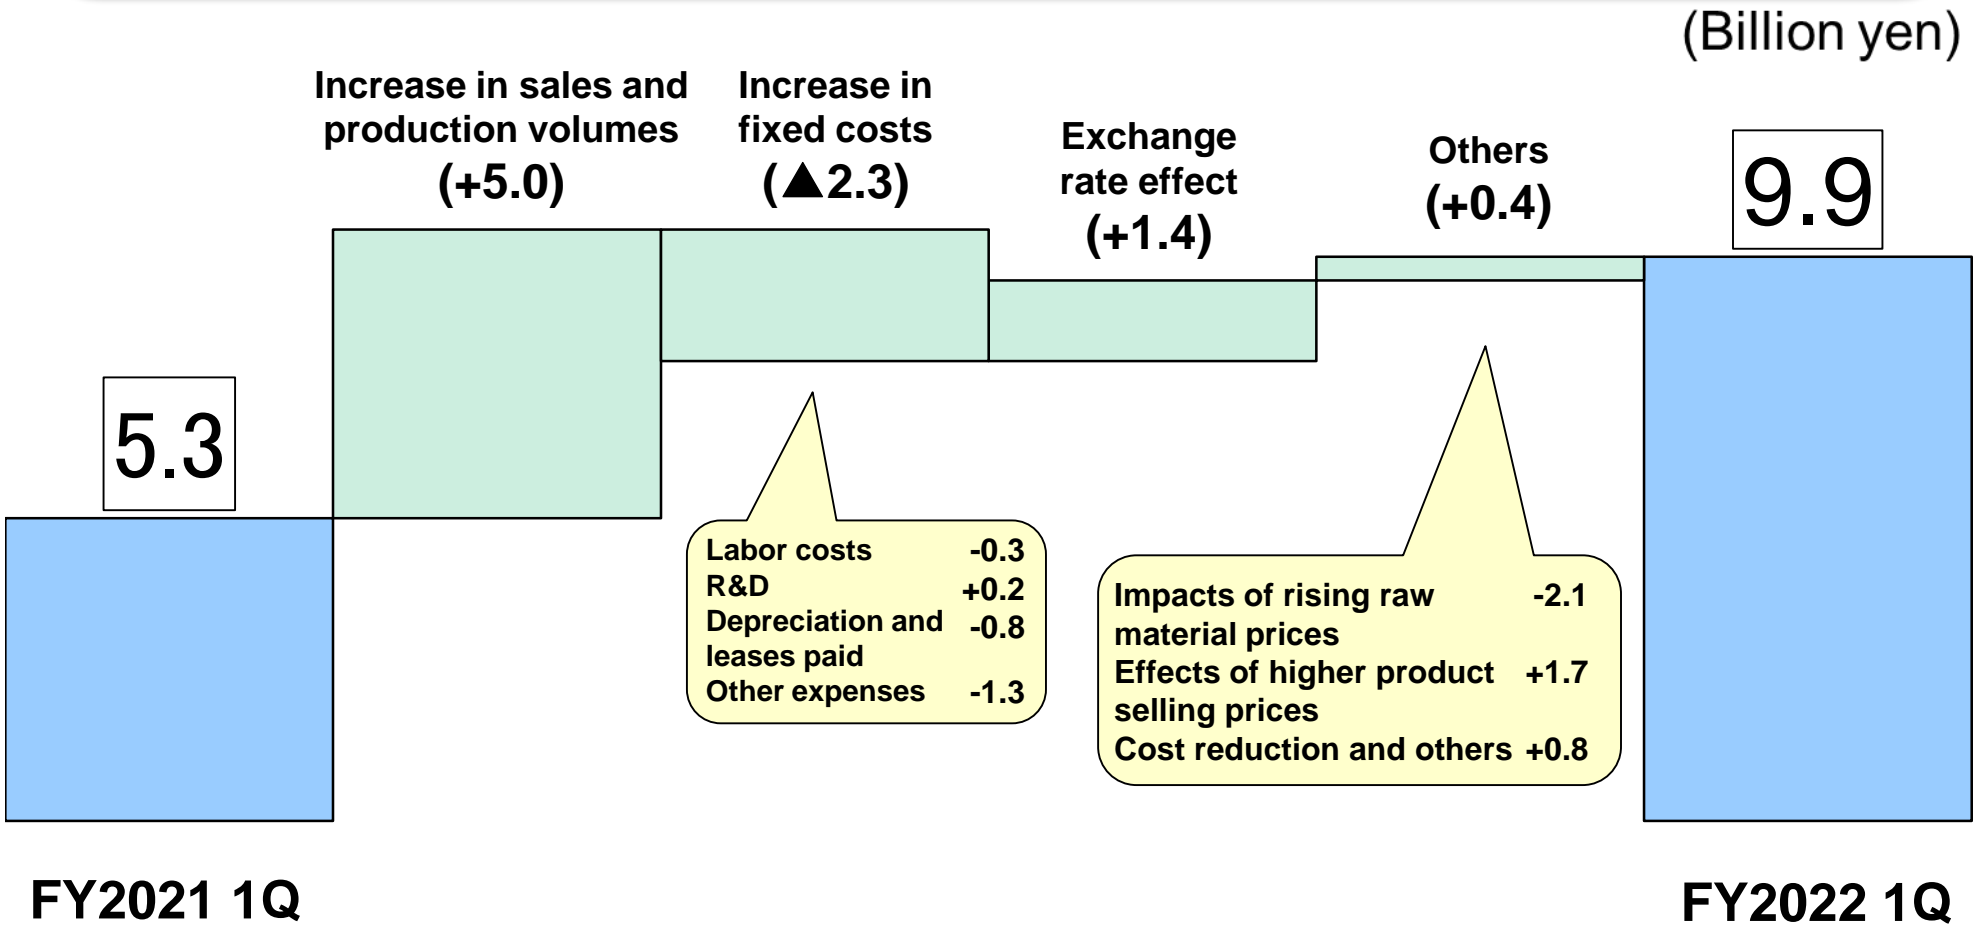 (Billion yen)
Increase in sales and
production volumes
(+5.0)
Increase in
fixed costs
(▲2.3)
Exchange
rate effect
(+1.4)
Others
(+0.4)
9.9
5.3
Labor costs -0.3
R&D +0.2
Depreciation and -0.8
leases paid
Other expenses -1.3
Impacts of rising raw -2.1
material prices
Effects of higher product +1.7
selling prices
Cost reduction and others +0.8
FY2021 1Q
FY2022 1Q